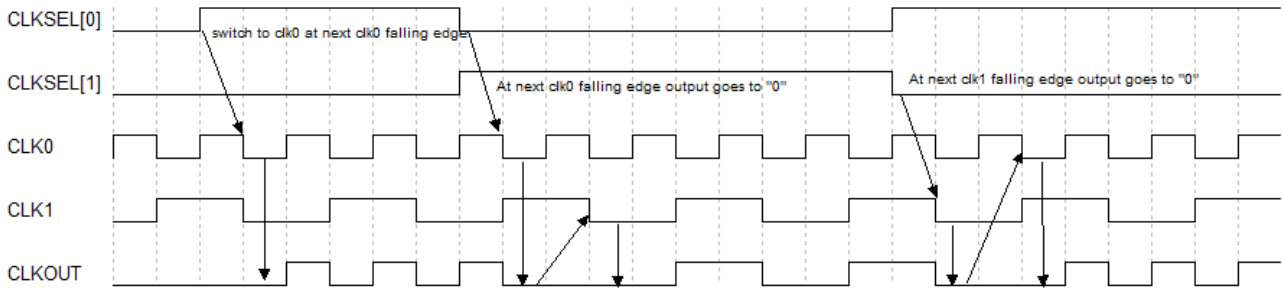 CLKSEL[0]
switch to clk0 at next clk0 falling edge
CLKSEL[1]
At next clk0 falling edge output goes to "0"
At next clk1 falling edge output goes to "0"
CLK0
CLK1
CLKOUT